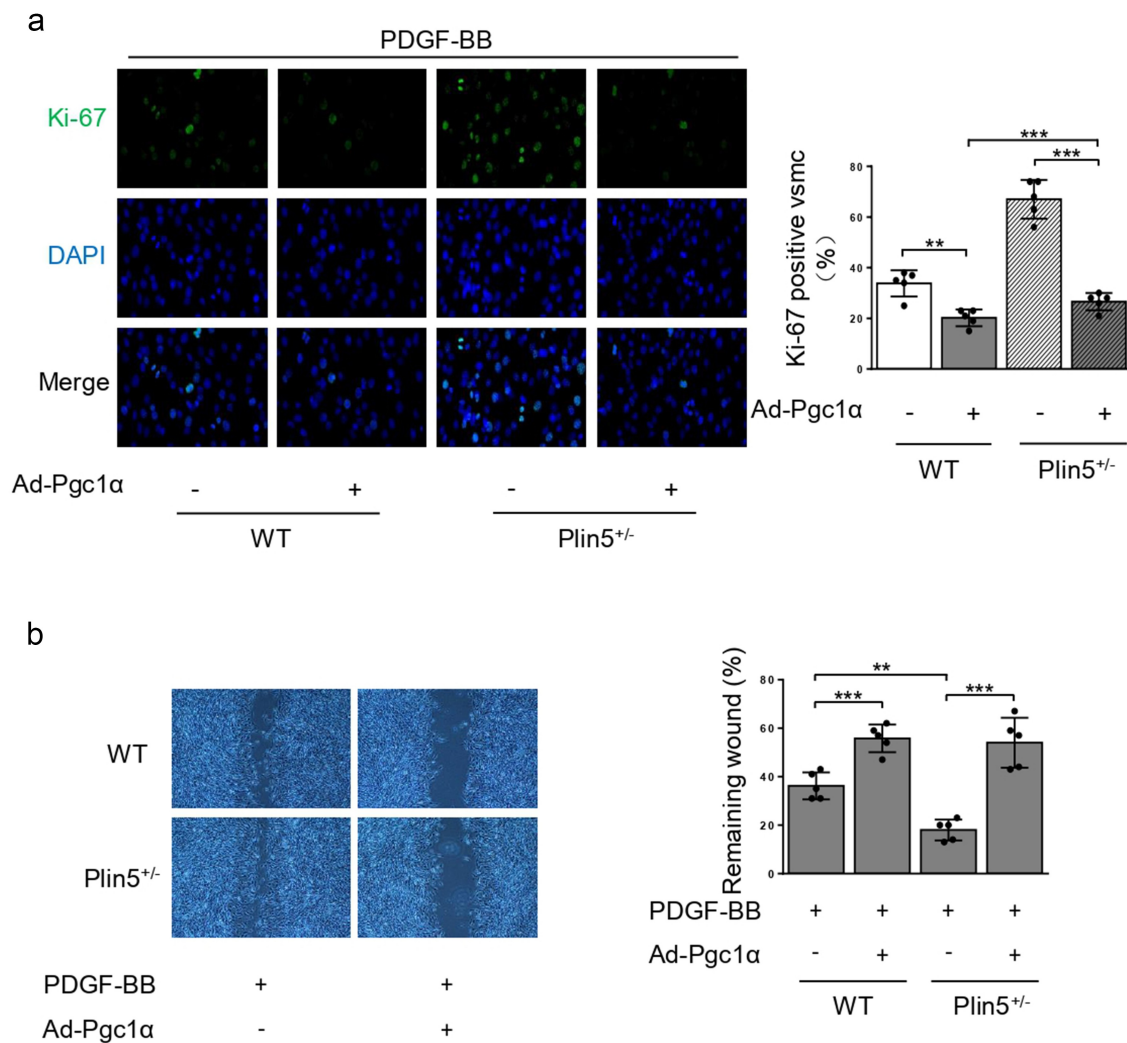 a
PDGF-BB
Ki-67
DAPI
Merge
Ad-Pgc1α - + - +
WT Plin5+/-
Ki-67 positive vsmc
(%)
80
60
40
20
0
**
***
***
Ad-Pgc1α - + - +
WT Plin5+/-
b
WT
Plin5+/-
PDGF-BB + +
Ad-Pgc1α - +
Remaining wound (%)
80
60
40
20
0
**
***
***
PDGF-BB + + + +
Ad-Pgc1α - + - +
WT Plin5+/-